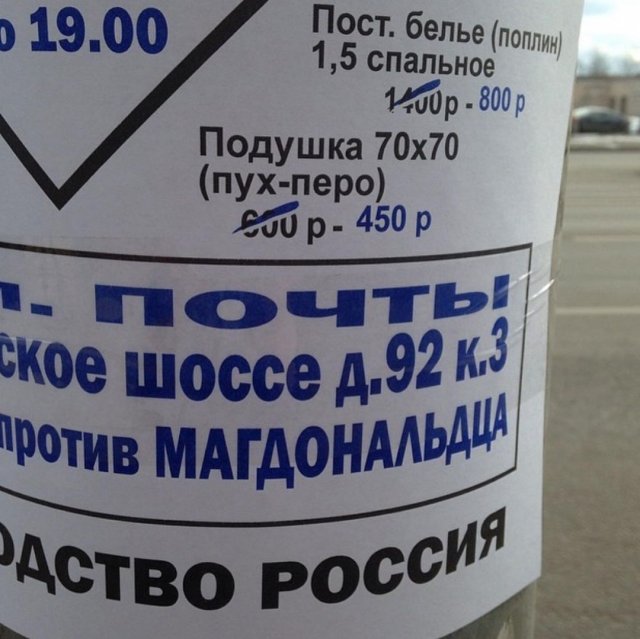 о 19.00
Пост. белье (поплин)
1,5 спальное
1400р - 800 р
Подушка 70х70
(пух-перо)
600 р - 450 р
л. ПОЧТЫ
ское шоссе д.92 к.3
против МАГДОНАЛЬДЦА
ОДСТВО РОССИЯ